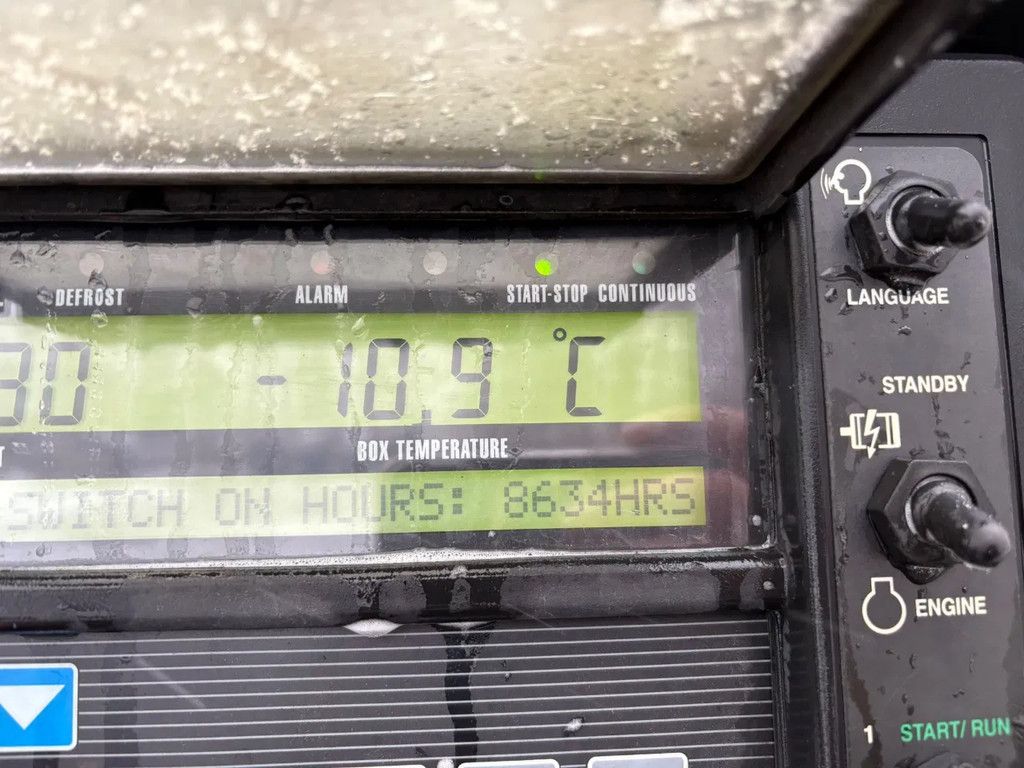 DEFROST ALARM START-STOP CONTINUOUS
30 -10.9 °C
BOX TEMPERATURE
SWITCH ON HOURS: 8634HRS
LANGUAGE
STANDBY
ENGINE
1 START/ RUN